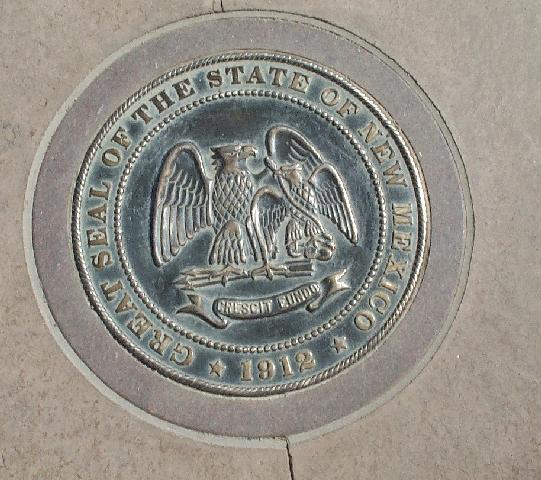 GREAT SEAL OF THE STATE OF NEW MEXICO
1912
CRESCIT EUNDO